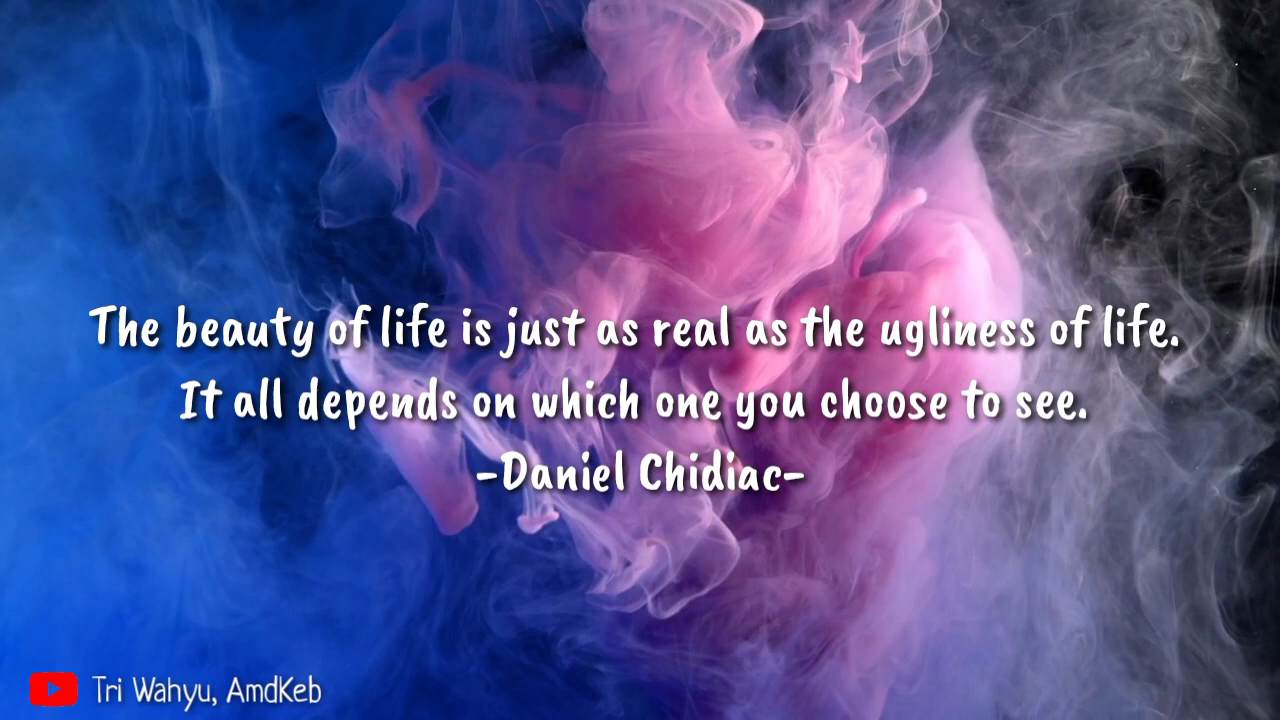 The beauty of life is just as real as the ugliness of life.
It all depends on which one you choose to see.
-Daniel Chidiac-
Tri Wahyu, AmdKeb